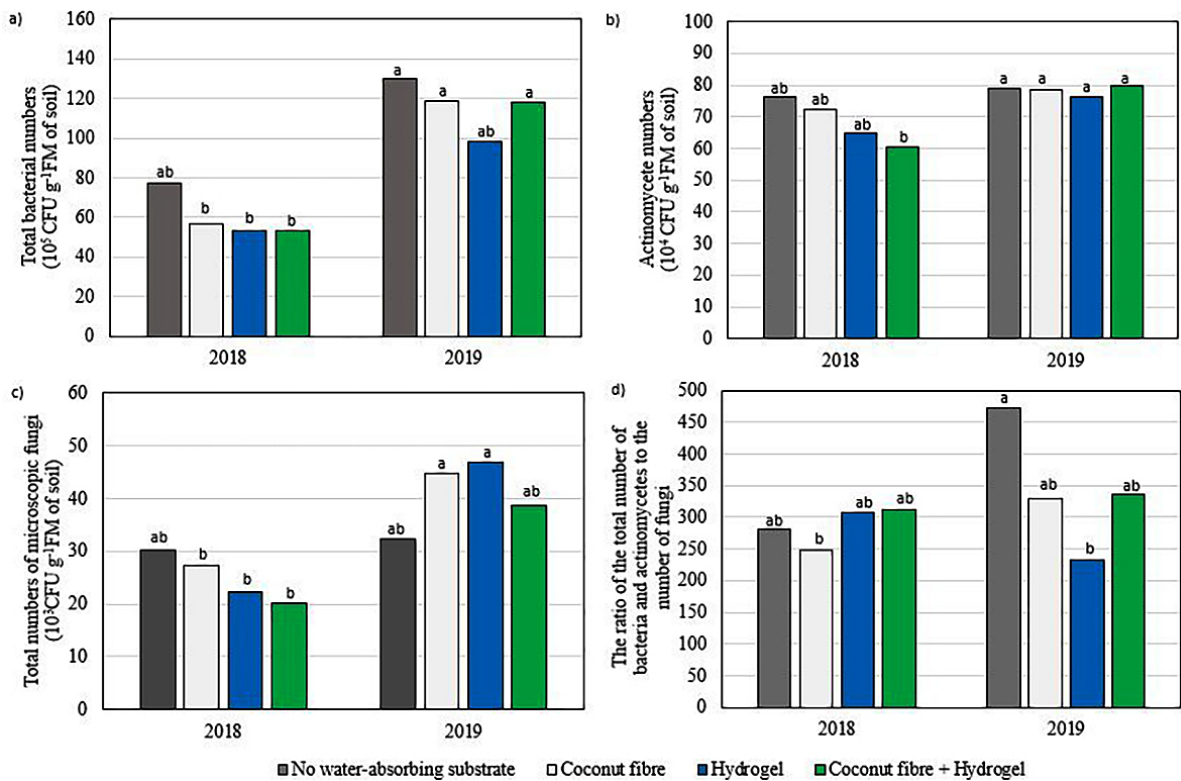 a)
Total bacterial numbers
(10⁵ CFU g⁻¹FM of soil)
160
140
120
100
80
60
40
20
0
ab
b
b
b
a
a
ab
a
2018
2019
b)
Actinomycete numbers
(10⁴ CFU g⁻¹FM of soil)
100
90
80
70
60
50
40
30
20
10
0
ab
ab
ab
b
a
a
a
a
2018
2019
c)
Total numbers of microscopic fungi
(10³CFU g⁻¹FM of soil)
60
50
40
30
20
10
0
ab
b
b
b
ab
a
a
ab
2018
2019
d)
The ratio of the total number of
bacteria and actinomycetes to the
number of fungi
500
450
400
350
300
250
200
150
100
50
0
ab
b
ab
ab
a
ab
b
ab
2018
2019
No water-absorbing substrate Coconut fibre Hydrogel Coconut fibre + Hydrogel